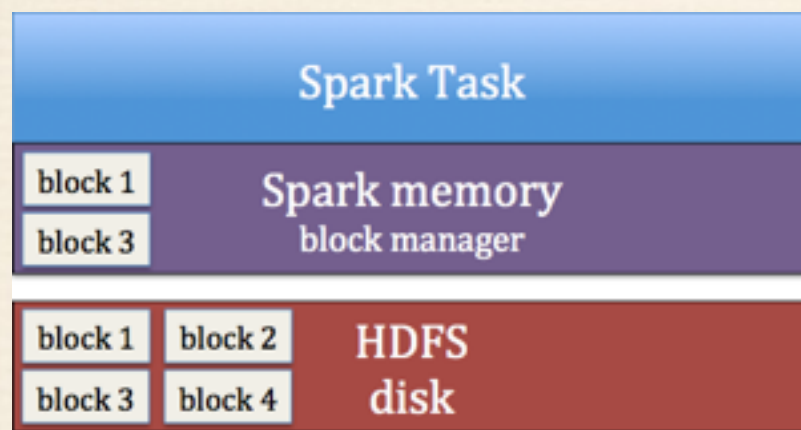 Spark Task
block 1
Spark memory
block 3
block manager
block 1 block 2
HDFS
block 3 block 4
disk